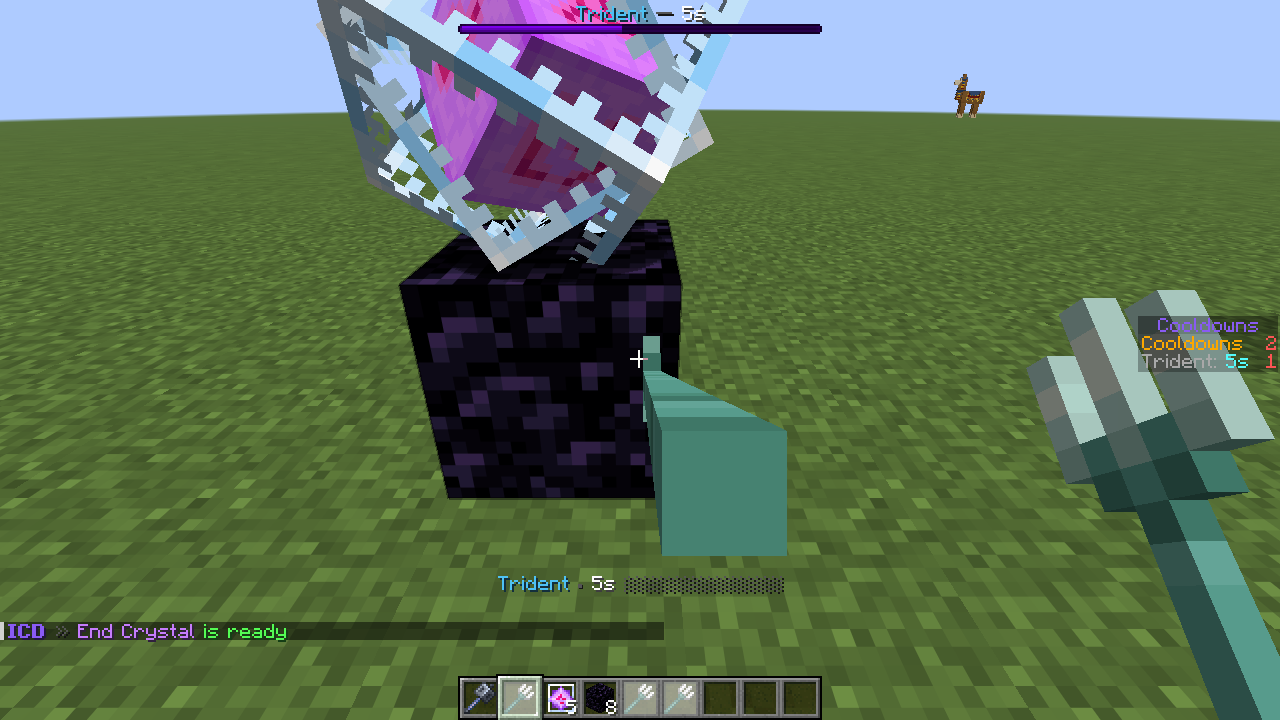 Trident — 5s
Cooldowns
Cooldowns 2
Trident: 5s 1
Trident · 5s
ICD » End Crystal is ready
5
8